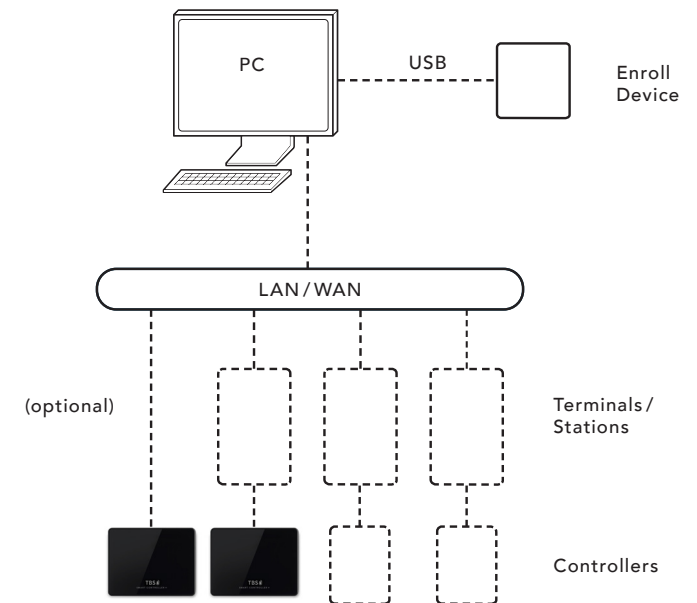 PC
USB
Enroll
Device
LAN/WAN
(optional)
Terminals/
Stations
TBS
TBS
Controllers